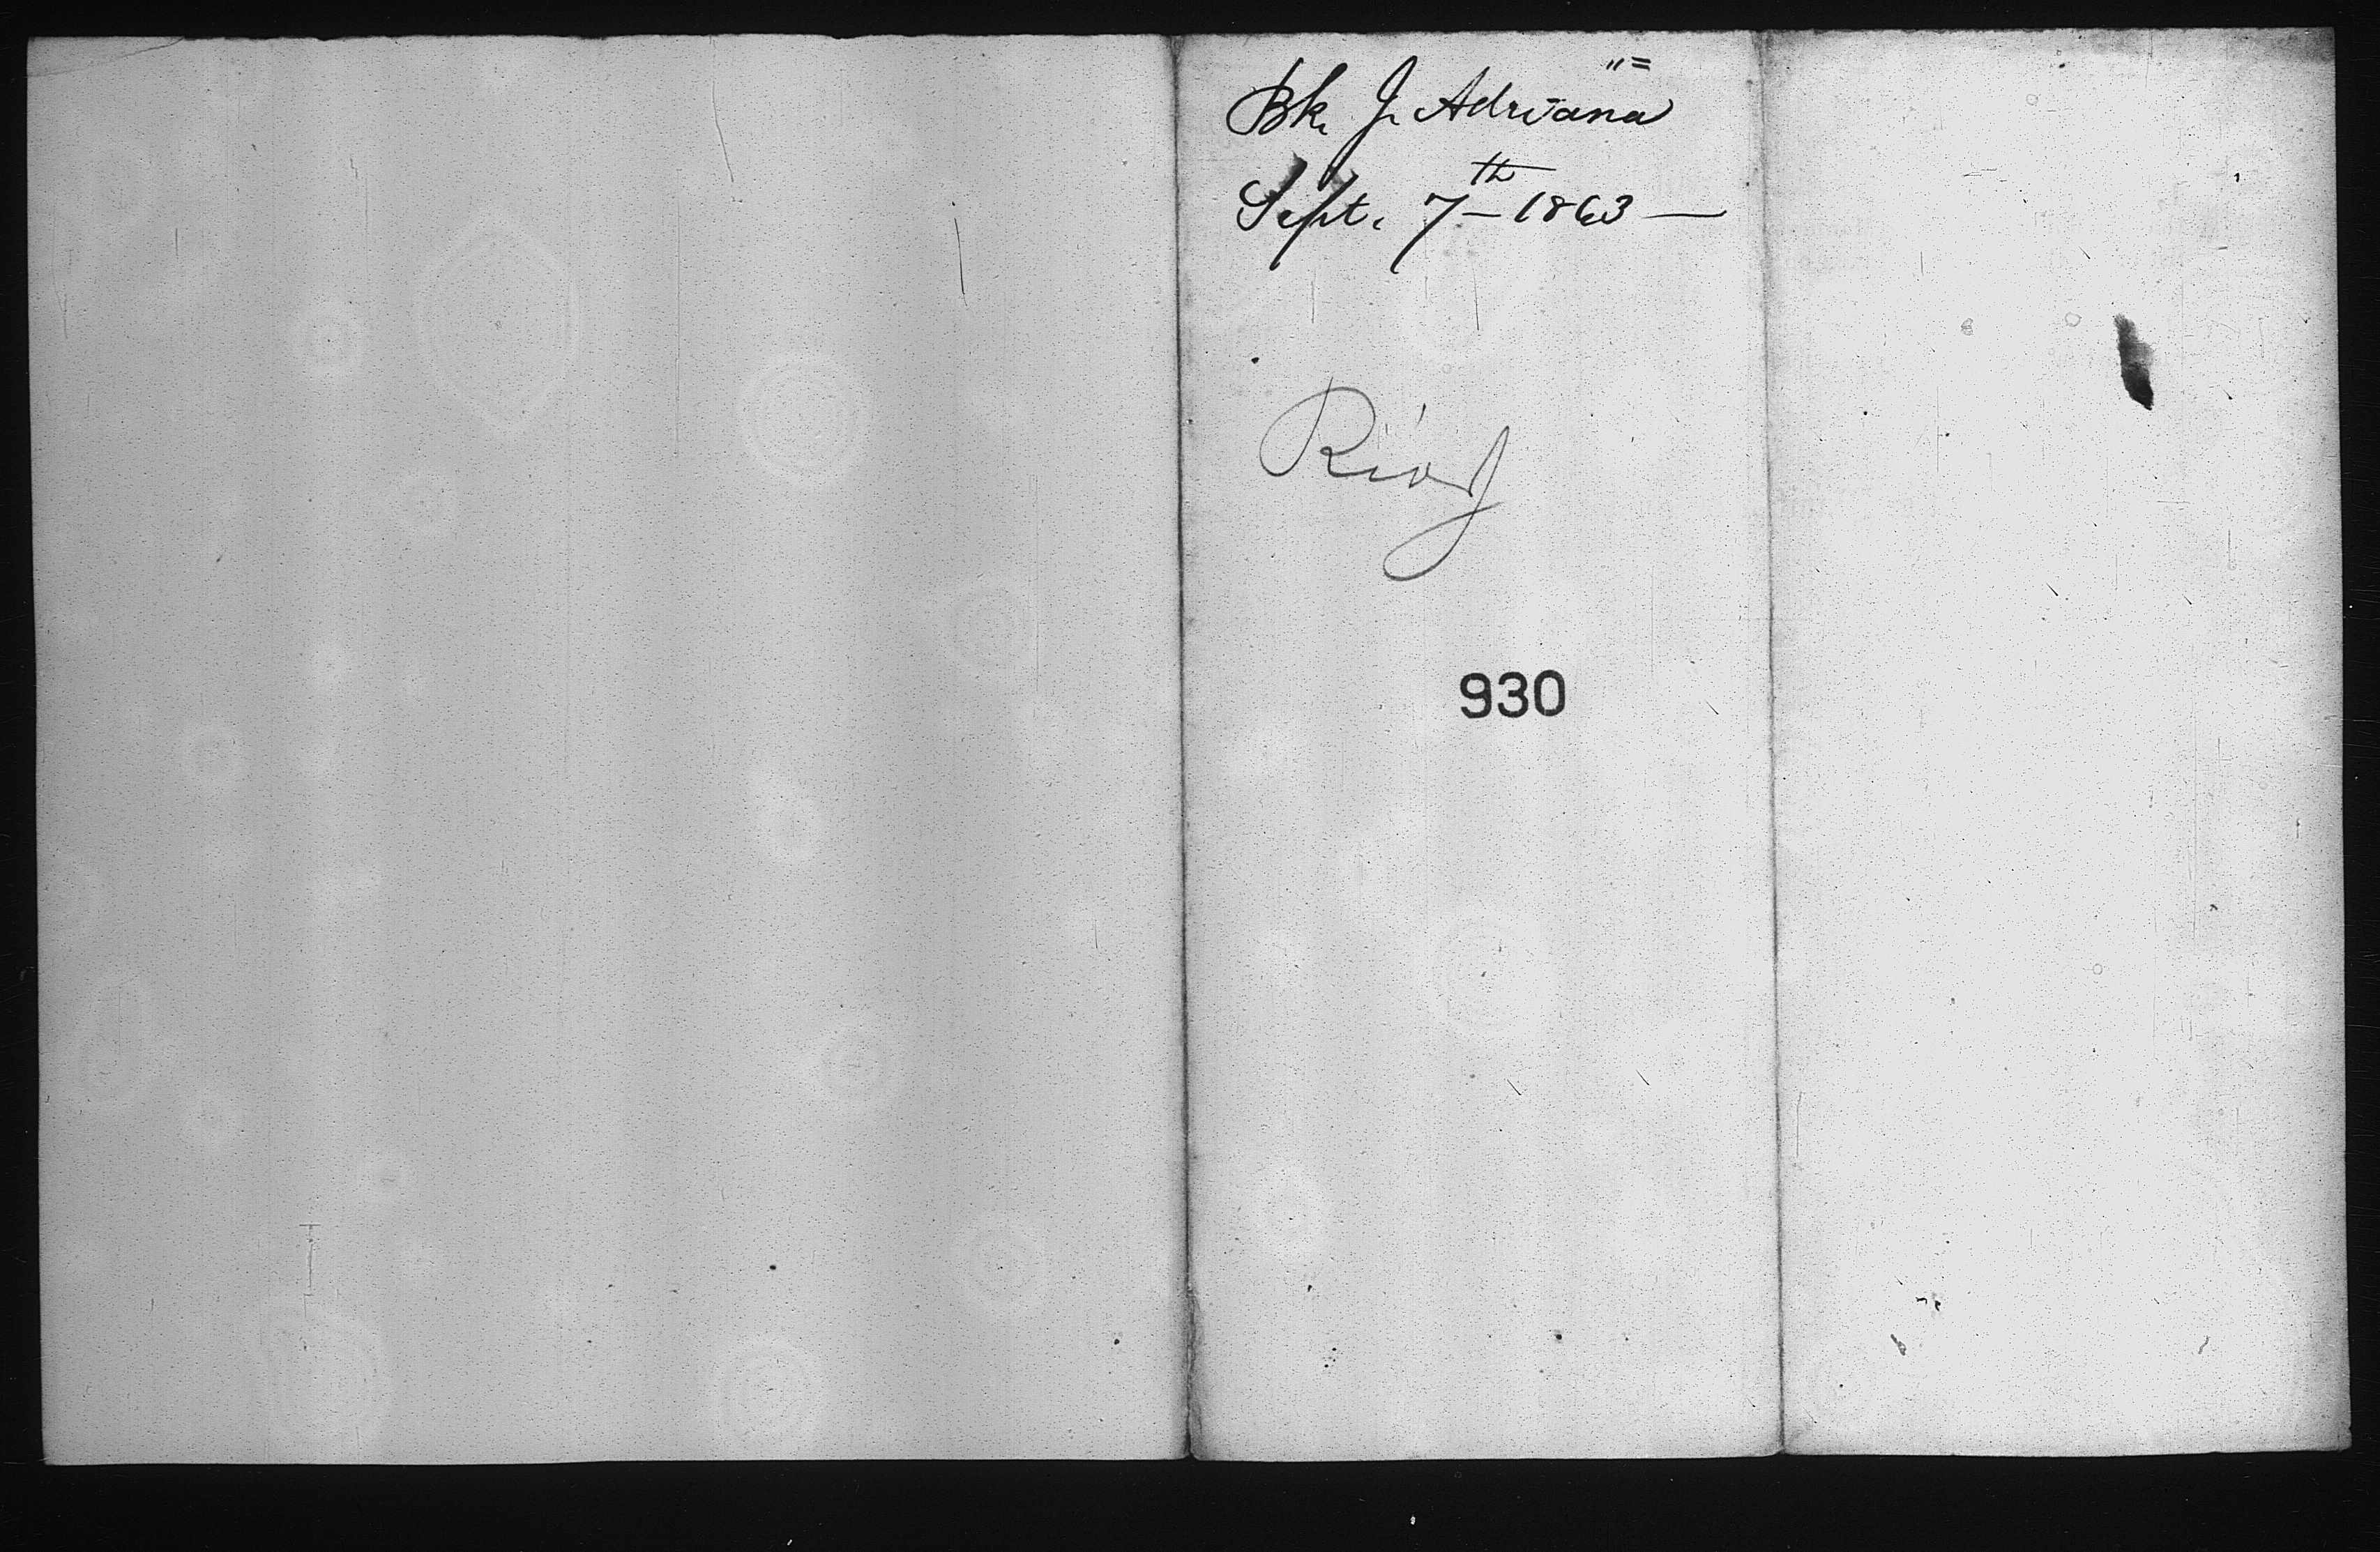 Bk. J. Adriana
Sept. 7th 1863 —
Rio J
930